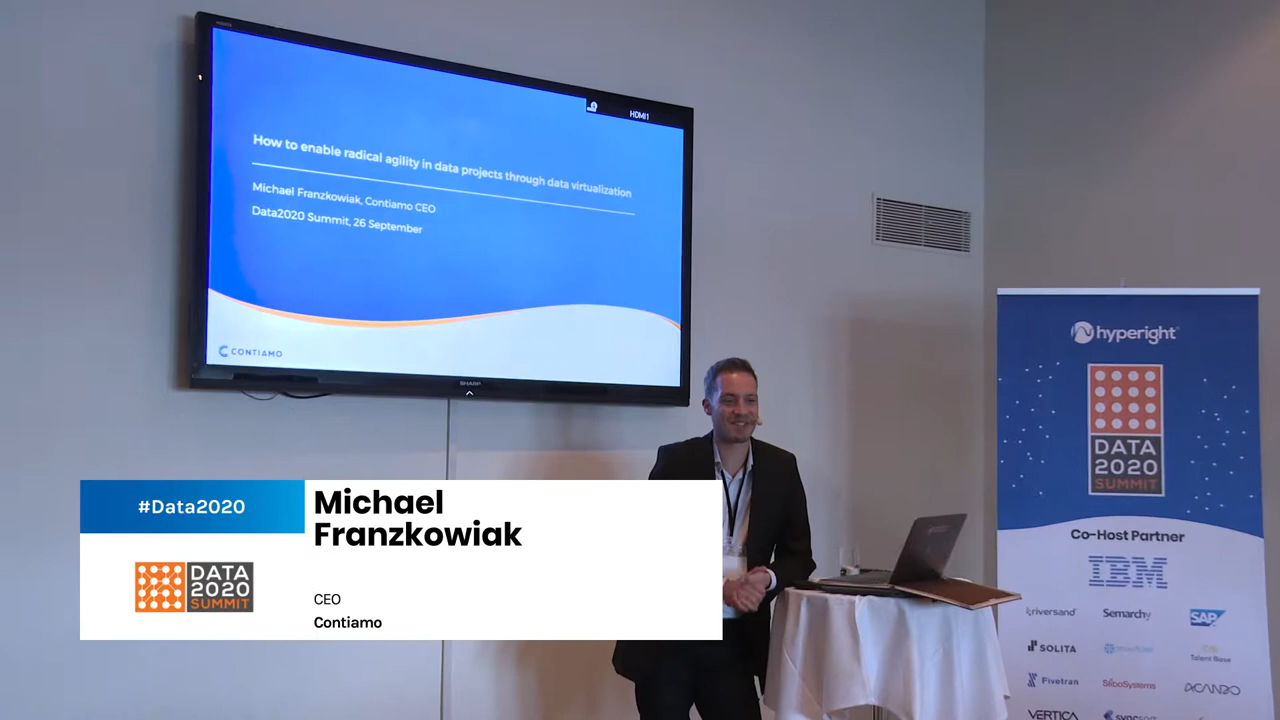 HDMI1
How to enable radical agility in data projects through data virtualization
Michael Franzkowiak, Contiamo CEO
Data2020 Summit, 26 September
CONTIAMO
SHARP
hyperight
DATA
2020
SUMMIT
Co-Host Partner
IBM
riversand
Semarchy
SAP
SOLITA
Talent Base
Fivetran
StiboSystems
ACANDO
VERTICA
syncsort
#Data2020
Michael
Franzkowiak
DATA
2020
SUMMIT
CEO
Contiamo